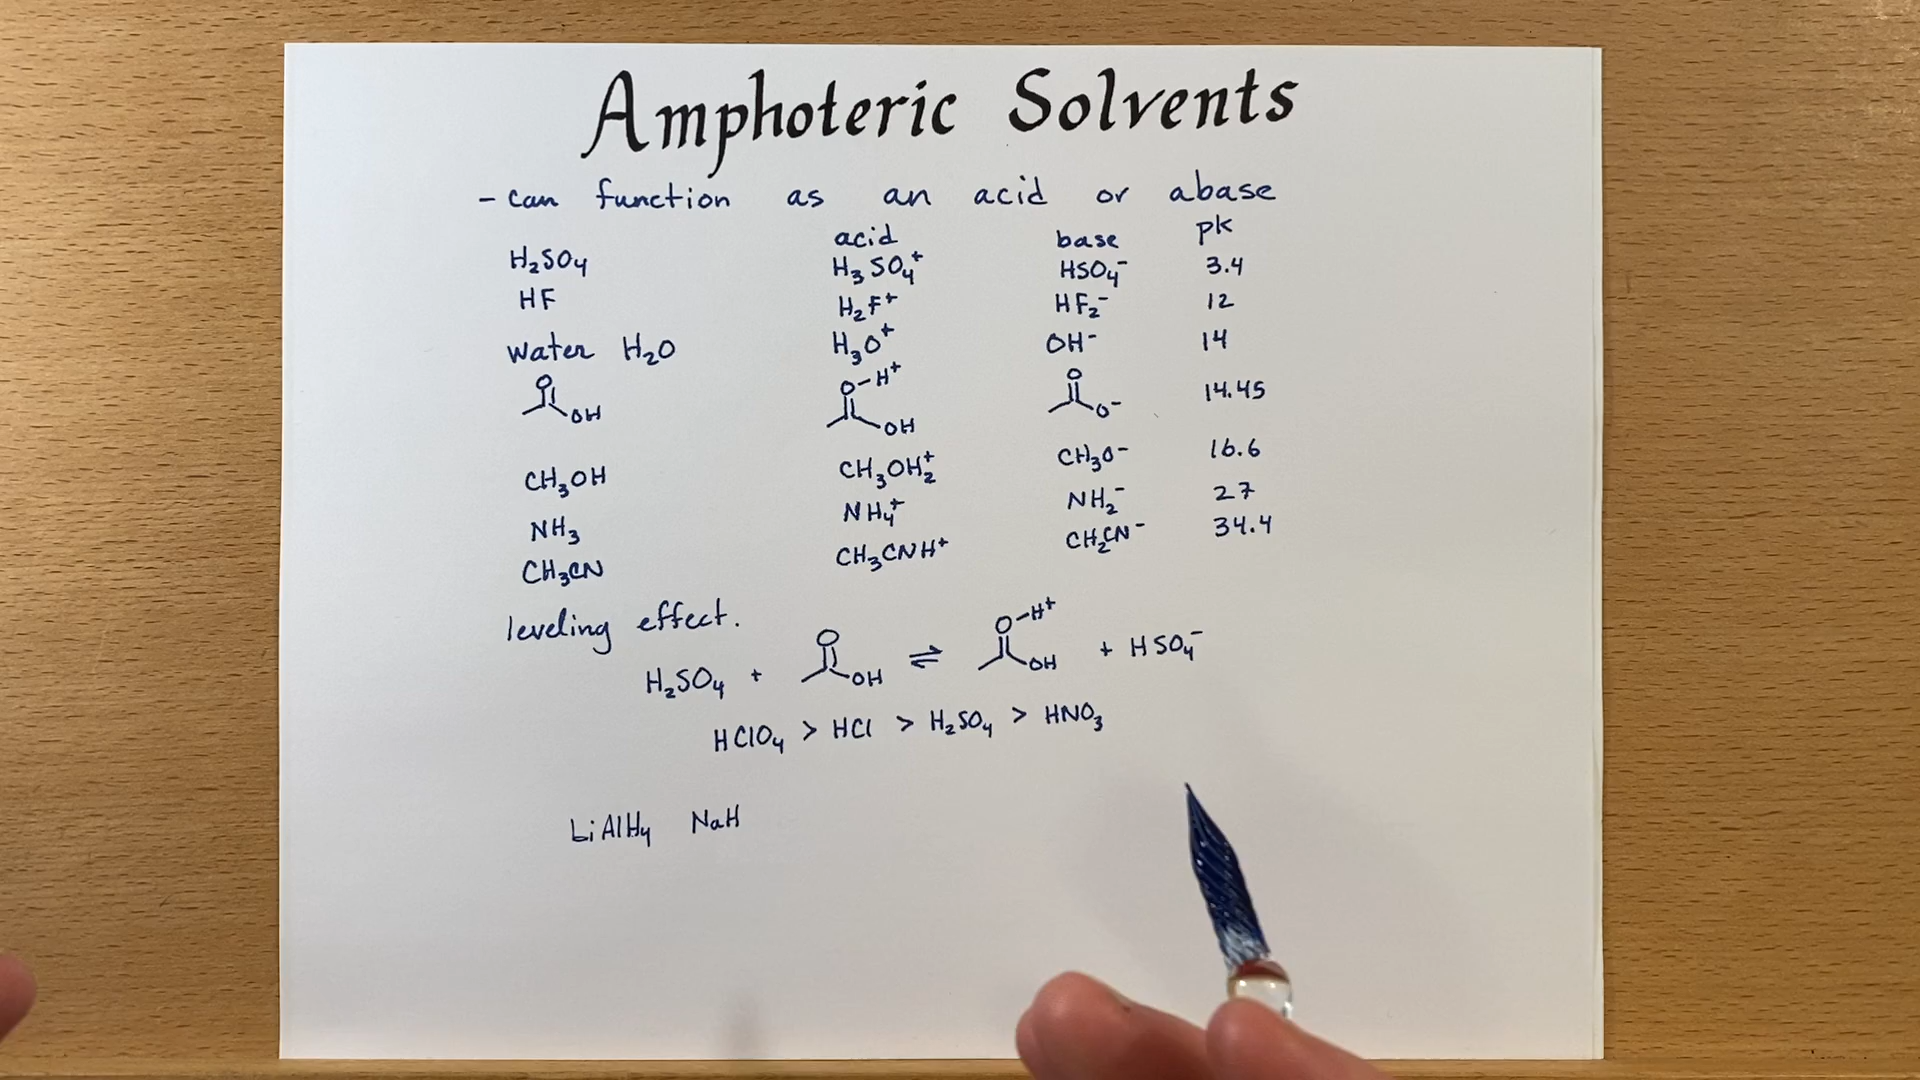 Amphoteric Solvents
- can function as an acid or abase
acid base pk
H₂SO₄ H₃SO₄⁺ HSO₄⁻ 3.4
HF H₂F⁺ HF₂⁻ 12
water H₂O H₃O⁺ OH⁻ 14
O OH O-H⁺ OH O O⁻ 14.45
CH₃OH CH₃OH₂⁺ CH₃O⁻ 16.6
NH₃ NH₄⁺ NH₂⁻ 27
CH₃CN CH₃CNH⁺ CH₂CN⁻ 34.4
leveling effect.
H₂SO₄ + O OH ⇌ O-H⁺ OH + HSO₄⁻
HClO₄ > HCl > H₂SO₄ > HNO₃
LiAlH₄ NaH